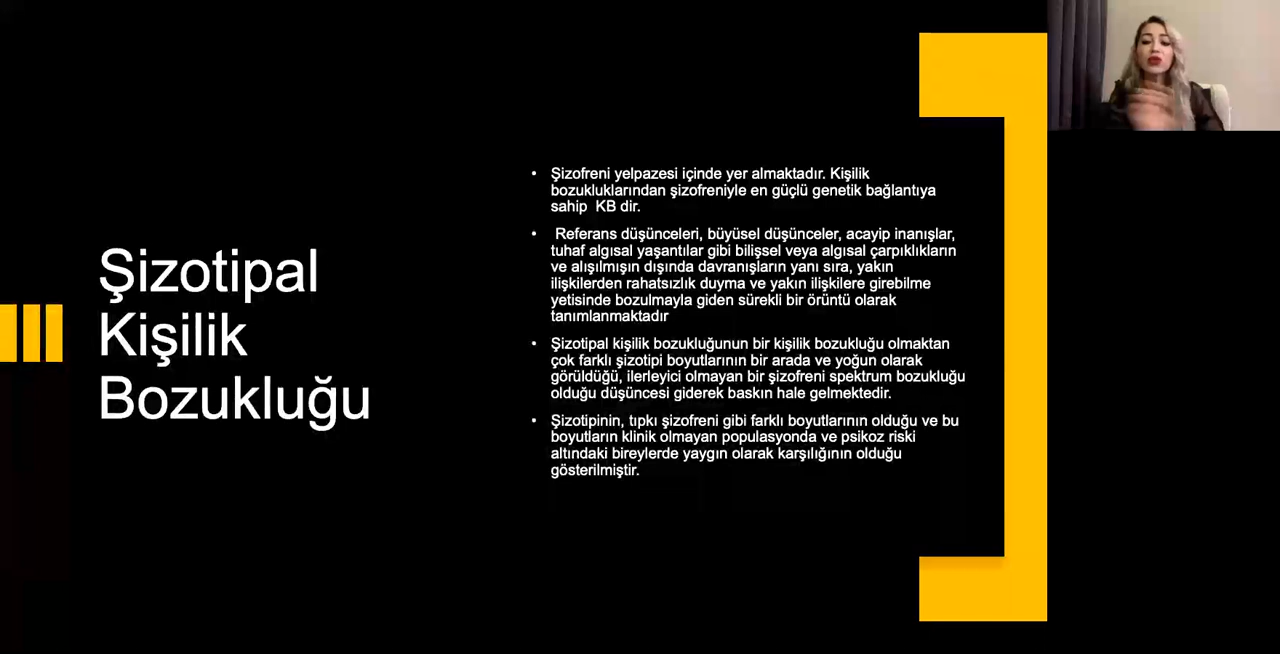 Şizotipal
Kişilik
Bozukluğu
• Şizofreni yelpazesi içinde yer almaktadır. Kişilik
bozukluklarından şizofreniyle en güçlü genetik bağlantıya
sahip KB dir.
• Referans düşünceleri, büyüsel düşünceler, acayip inanışlar,
tuhaf algısal yaşantılar gibi bilişsel veya algısal çarpıklıkların
ve alışılmışın dışında davranışların yanı sıra, yakın
ilişkilerden rahatsızlık duyma ve yakın ilişkilere girebilme
yetisinde bozulmayla giden sürekli bir örüntü olarak
tanımlanmaktadır
• Şizotipal kişilik bozukluğunun bir kişilik bozukluğu olmaktan
çok farklı şizotipi boyutlarının bir arada ve yoğun olarak
görüldüğü, ilerleyici olmayan bir şizofreni spektrum bozukluğu
olduğu düşüncesi giderek baskın hale gelmektedir.
• Şizotipinin, tıpkı şizofreni gibi farklı boyutlarının olduğu ve bu
boyutların klinik olmayan populasyonda ve psikoz riski
altındaki bireylerde yaygın olarak karşılığının olduğu
gösterilmiştir.